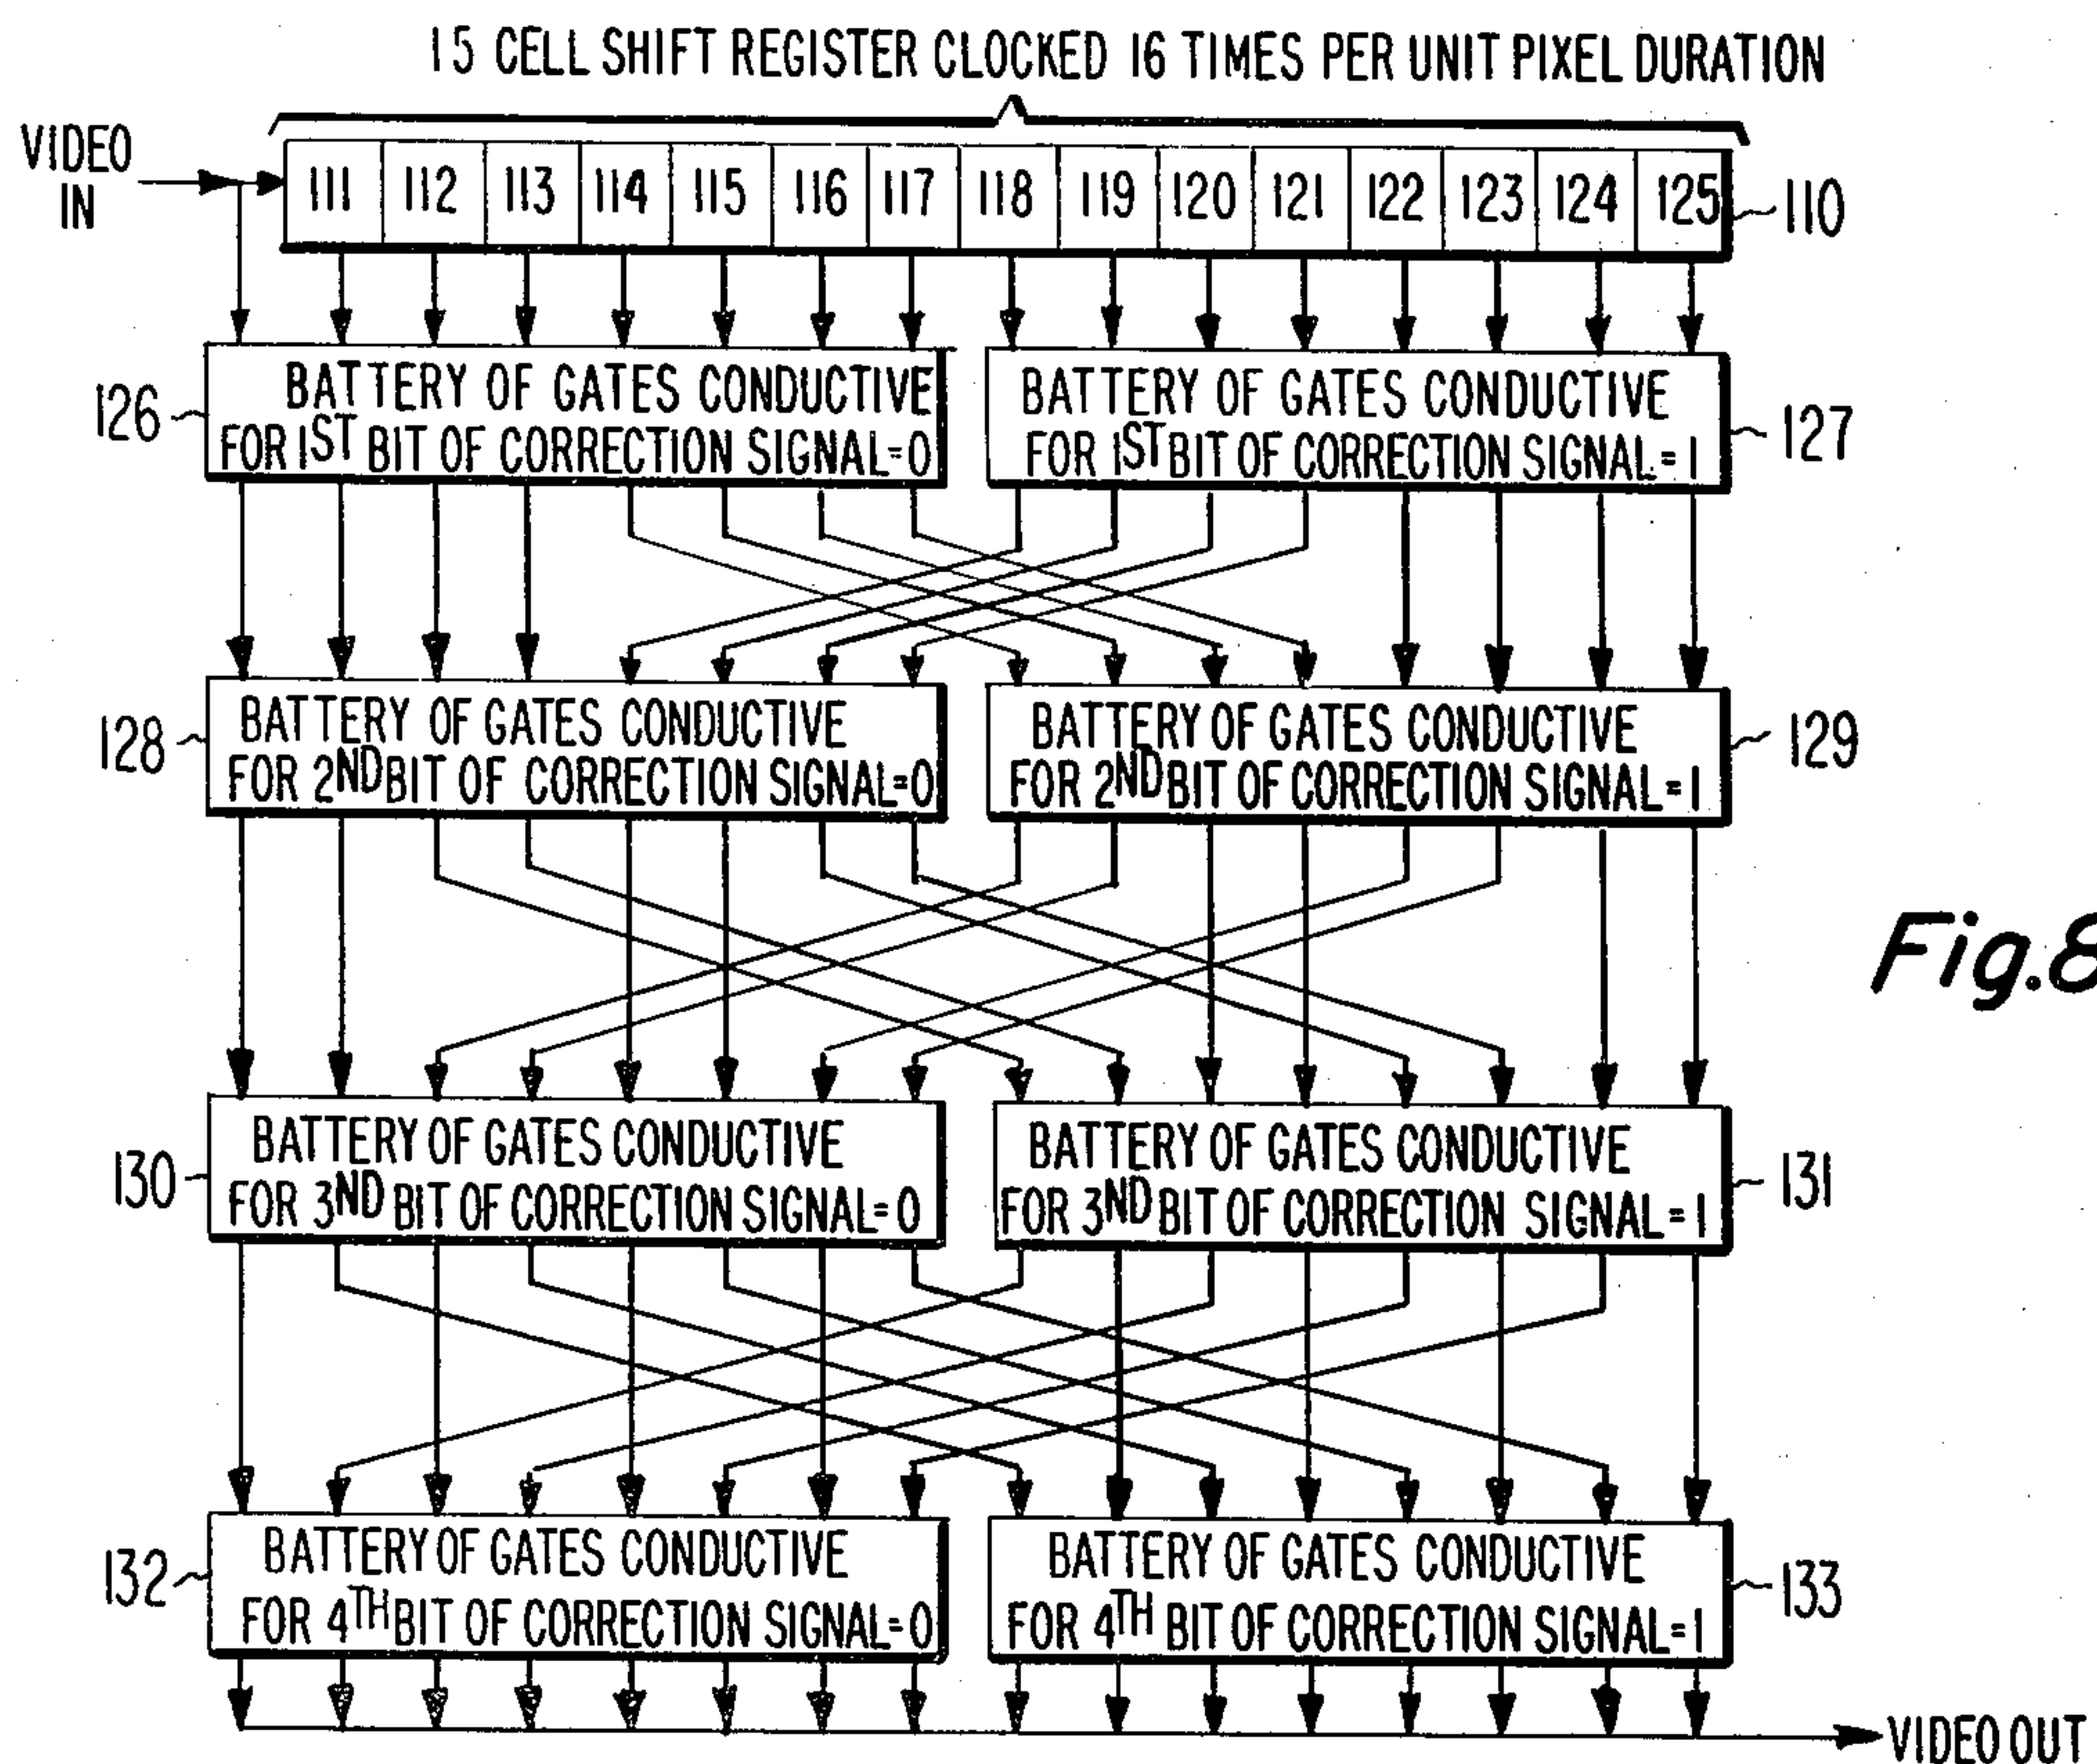 15 CELL SHIFT REGISTER CLOCKED 16 TIMES PER UNIT PIXEL DURATION
VIDEO
IN
111 112 113 114 115 116 117 118 119 120 121 122 123 124 125
110
126
BATTERY OF GATES CONDUCTIVE
FOR 1ST BIT OF CORRECTION SIGNAL=0
BATTERY OF GATES CONDUCTIVE
FOR 1ST BIT OF CORRECTION SIGNAL=1
127
128
BATTERY OF GATES CONDUCTIVE
FOR 2ND BIT OF CORRECTION SIGNAL=0
BATTERY OF GATES CONDUCTIVE
FOR 2ND BIT OF CORRECTION SIGNAL=1
129
Fig.8
130
BATTERY OF GATES CONDUCTIVE
FOR 3ND BIT OF CORRECTION SIGNAL=0
BATTERY OF GATES CONDUCTIVE
FOR 3ND BIT OF CORRECTION SIGNAL=1
131
132
BATTERY OF GATES CONDUCTIVE
FOR 4TH BIT OF CORRECTION SIGNAL=0
BATTERY OF GATES CONDUCTIVE
FOR 4TH BIT OF CORRECTION SIGNAL=1
133
VIDEO OUT